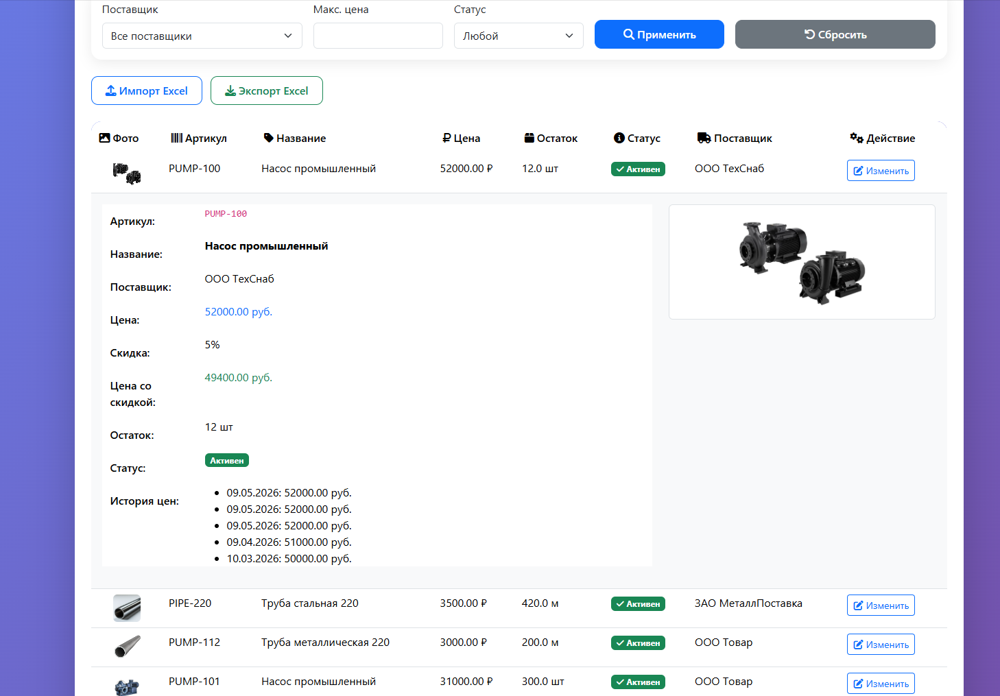 Поставщик Макс. цена Статус
Все поставщики Любой Применить Сбросить
Импорт Excel Экспорт Excel
Фото Артикул Название Цена Остаток Статус Поставщик Действие
PUMP-100 Насос промышленный 52000.00 ₽ 12.0 шт Активен ООО ТехСнаб Изменить
Артикул: PUMP-100
Название: Насос промышленный
Поставщик: ООО ТехСнаб
Цена: 52000.00 руб.
Скидка: 5%
Цена со скидкой: 49400.00 руб.
Остаток: 12 шт
Статус: Активен
История цен:
09.05.2026: 52000.00 руб.
09.05.2026: 52000.00 руб.
09.05.2026: 52000.00 руб.
09.04.2026: 51000.00 руб.
10.03.2026: 50000.00 руб.
PIPE-220 Труба стальная 220 3500.00 ₽ 420.0 м Активен ЗАО МеталлПоставка Изменить
PUMP-112 Труба металлическая 220 3000.00 ₽ 200.0 м Активен ООО Товар Изменить
PUMP-101 Насос промышленный 31000.00 ₽ 300.0 шт Активен ООО Товар Изменить